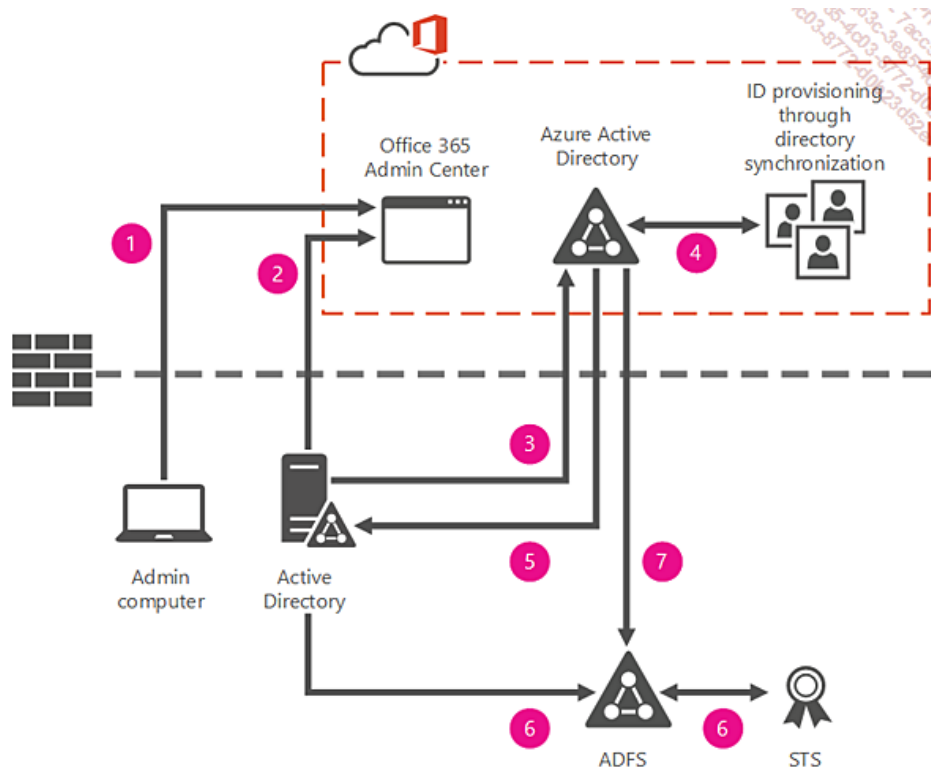 Office 365
Admin Center
Azure Active
Directory
ID provisioning
through
directory
synchronization
1
2
4
3
5
7
Admin
computer
Active
Directory
6
6
ADFS
STS